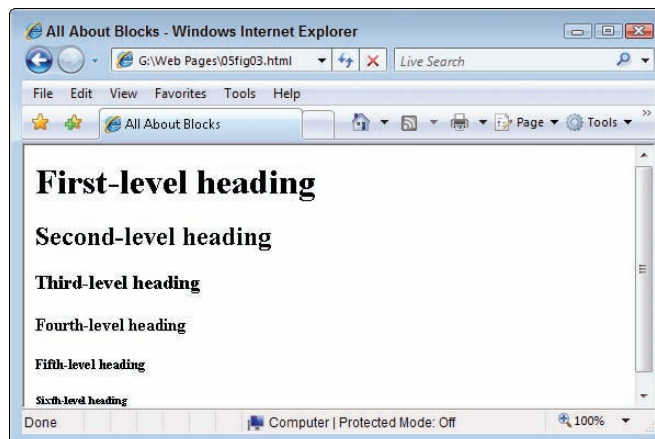 All About Blocks - Windows Internet Explorer
G:\Web Pages\05fig03.html
Live Search
File Edit View Favorites Tools Help
All About Blocks
Page Tools »
First-level heading
Second-level heading
Third-level heading
Fourth-level heading
Fifth-level heading
Sixth-level heading
Done Computer | Protected Mode: Off 100%